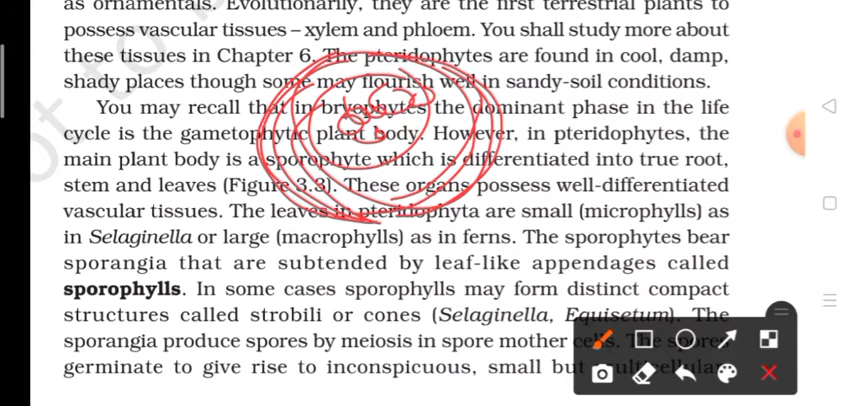 as ornamentals. Evolutionarily, they are the first terrestrial plants to
possess vascular tissues – xylem and phloem. You shall study more about
these tissues in Chapter 6. The pteridophytes are found in cool, damp,
shady places though some may flourish well in sandy-soil conditions.
You may recall that in bryophytes the dominant phase in the life
cycle is the gametophytic plant body. However, in pteridophytes, the
main plant body is a sporophyte which is differentiated into true root,
stem and leaves (Figure 3.3). These organs possess well-differentiated
vascular tissues. The leaves in pteridophyta are small (microphylls) as
in Selaginella or large (macrophylls) as in ferns. The sporophytes bear
sporangia that are subtended by leaf-like appendages called
sporophylls. In some cases sporophylls may form distinct compact
structures called strobili or cones (Selaginella, Equisetum). The
sporangia produce spores by meiosis in spore mother cells. The spores
germinate to give rise to inconspicuous, small but multicellular,